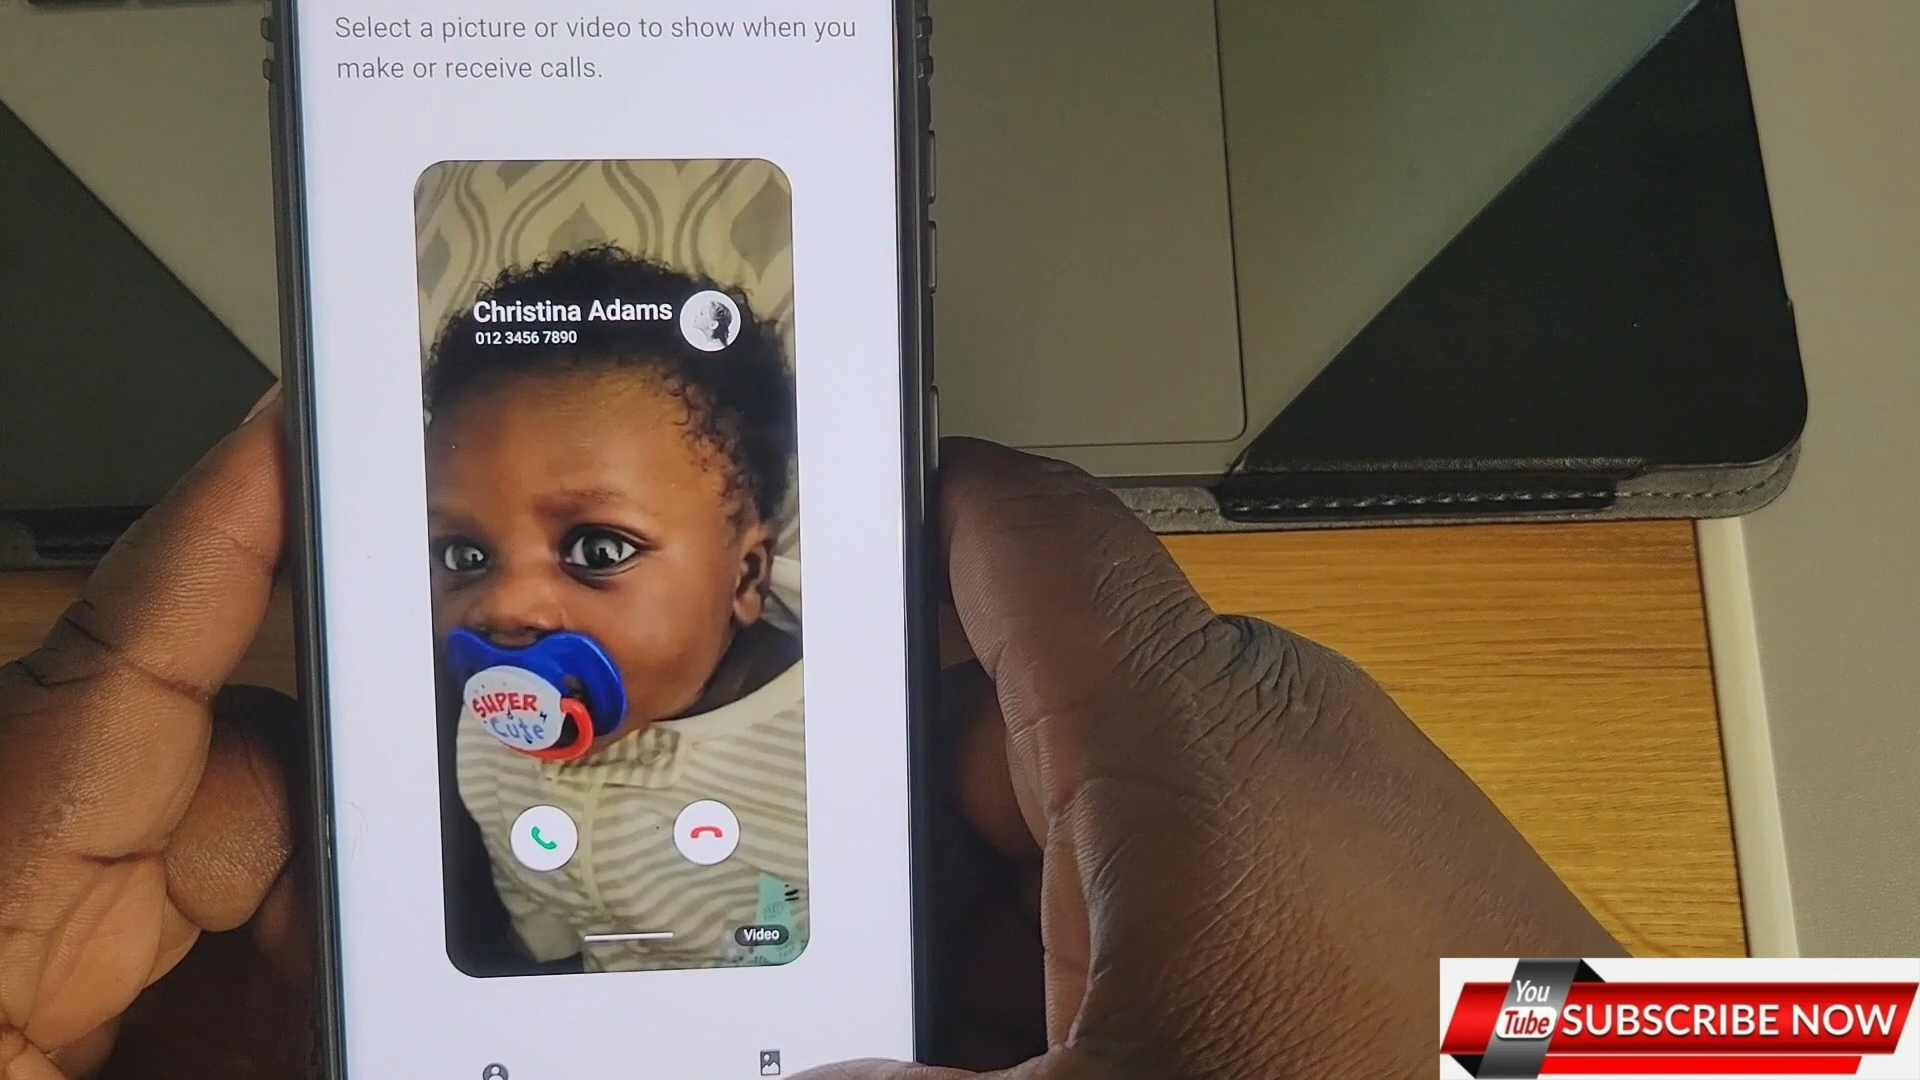 Select a picture or video to show when you
make or receive calls.
Christina Adams
012 3456 7890
SUPER
Cute
Video
You
Tube
SUBSCRIBE NOW